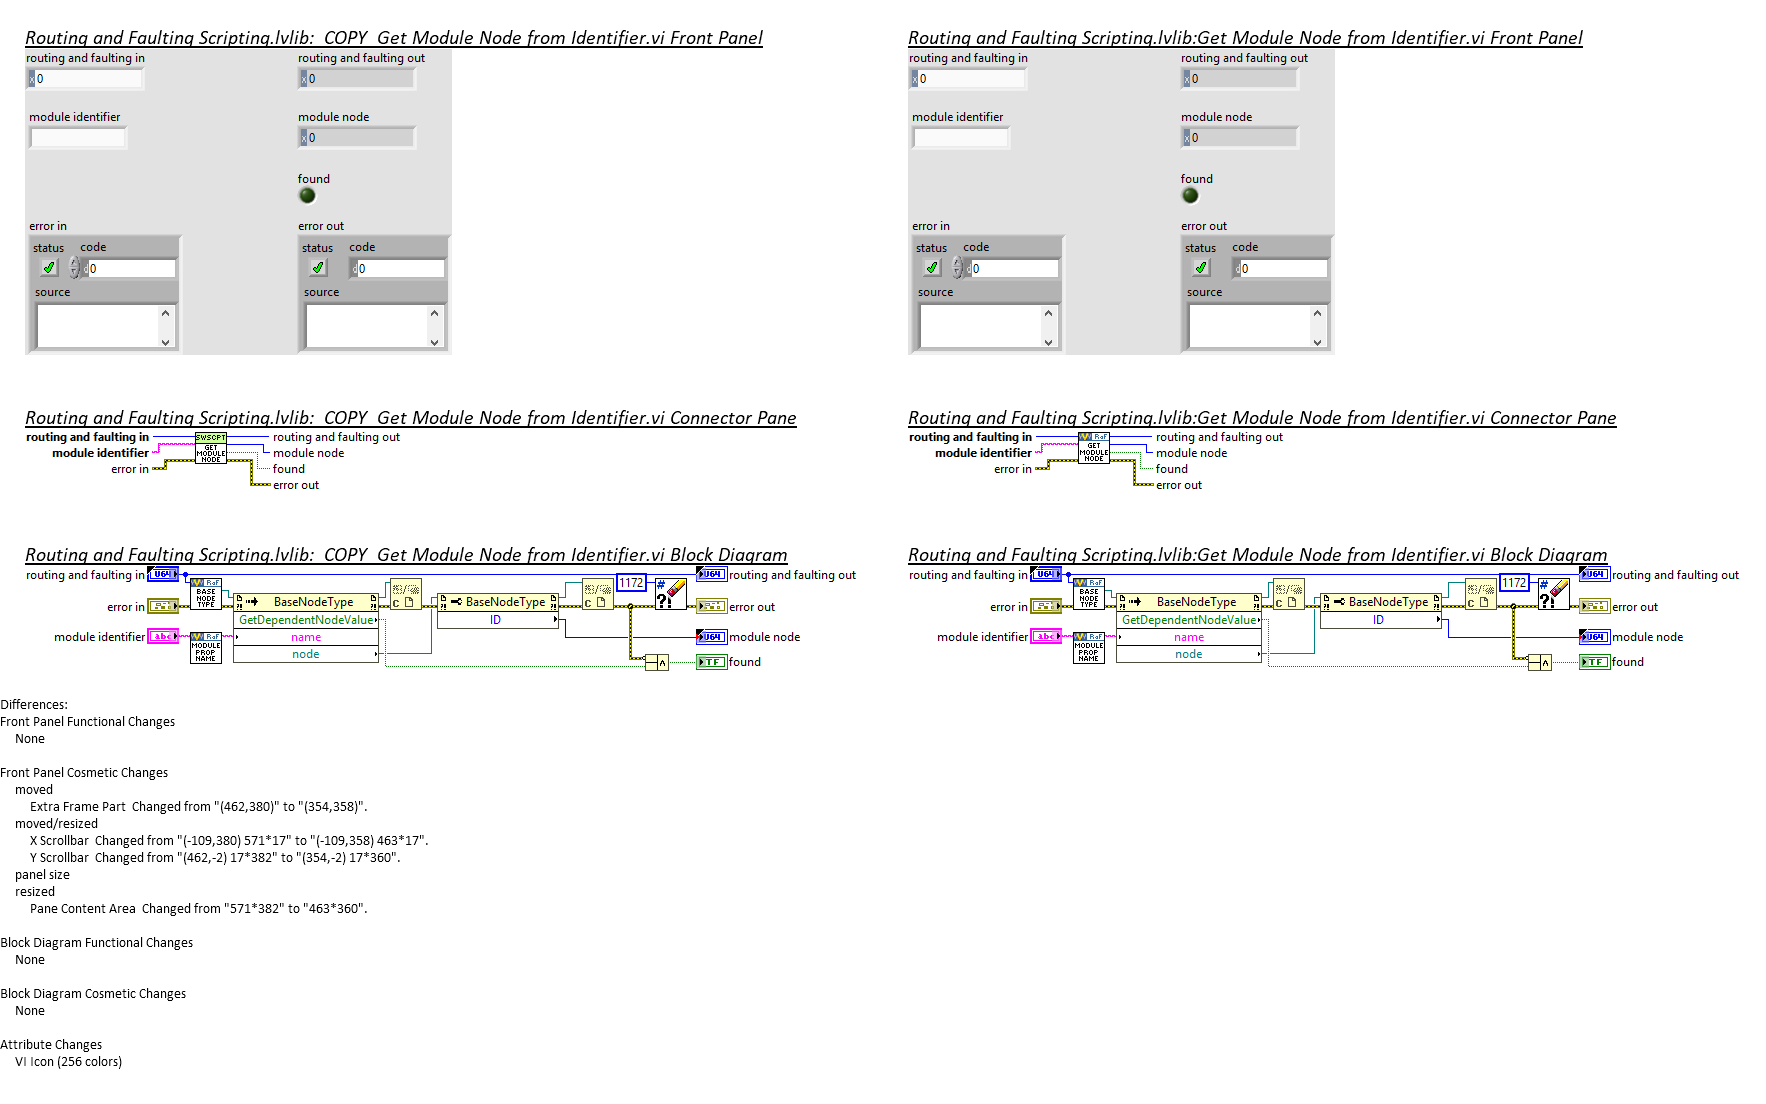 Routing and Faulting Scripting.lvlib:_COPY_Get Module Node from Identifier.vi Front Panel
routing and faulting in
routing and faulting out
x 0
x 0
module identifier
module node
x 0
found
error in
error out
status code
status code
d 0
d 0
source
source
Routing and Faulting Scripting.lvlib:Get Module Node from Identifier.vi Front Panel
routing and faulting in
routing and faulting out
x 0
x 0
module identifier
module node
x 0
found
error in
error out
status code
status code
d 0
d 0
source
source
Routing and Faulting Scripting.lvlib:_COPY_Get Module Node from Identifier.vi Connector Pane
routing and faulting in
module identifier
error in
SWSCPT
GET
MODULE
NODE
routing and faulting out
module node
found
error out
Routing and Faulting Scripting.lvlib:Get Module Node from Identifier.vi Connector Pane
routing and faulting in
module identifier
error in
RaF
GET
MODULE
NODE
routing and faulting out
module node
found
error out
Routing and Faulting Scripting.lvlib:_COPY_Get Module Node from Identifier.vi Block Diagram
routing and faulting in
U64
error in
module identifier
abc
RaF
BASE
NODE
TYPE
RaF
MODULE
PROP
NAME
BaseNodeType
GetDependentNodeValue
name
node
C
BaseNodeType
ID
C
1172
#
?!
U64
routing and faulting out
error out
U64
module node
TF
found
Routing and Faulting Scripting.lvlib:Get Module Node from Identifier.vi Block Diagram
routing and faulting in
U64
error in
module identifier
abc
RaF
BASE
NODE
TYPE
RaF
MODULE
PROP
NAME
BaseNodeType
GetDependentNodeValue
name
node
C
BaseNodeType
ID
C
1172
#
?!
U64
routing and faulting out
error out
U64
module node
TF
found
Differences:
Front Panel Functional Changes
None
Front Panel Cosmetic Changes
moved
Extra Frame Part  Changed from "(462,380)" to "(354,358)".
moved/resized
X Scrollbar  Changed from "(-109,380) 571*17" to "(-109,358) 463*17".
Y Scrollbar  Changed from "(462,-2) 17*382" to "(354,-2) 17*360".
panel size
resized
Pane Content Area  Changed from "571*382" to "463*360".
Block Diagram Functional Changes
None
Block Diagram Cosmetic Changes
None
Attribute Changes
VI Icon (256 colors)